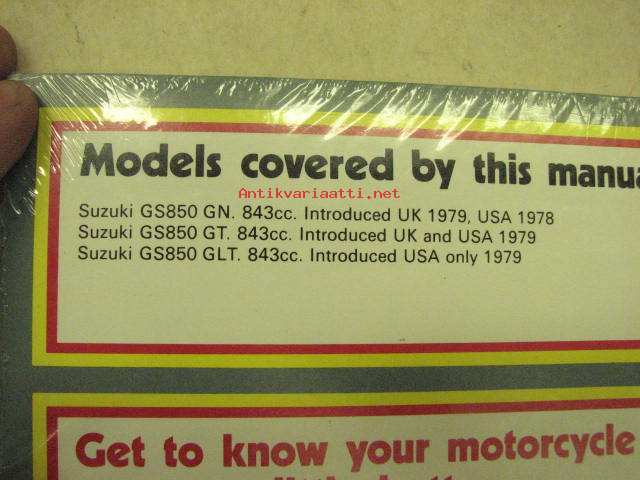 Models covered by this manua
Antikvariaatti.net
Suzuki GS850 GN. 843cc. Introduced UK 1979, USA 1978
Suzuki GS850 GT. 843cc. Introduced UK and USA 1979
Suzuki GS850 GLT. 843cc. Introduced USA only 1979
Get to know your motorcycle